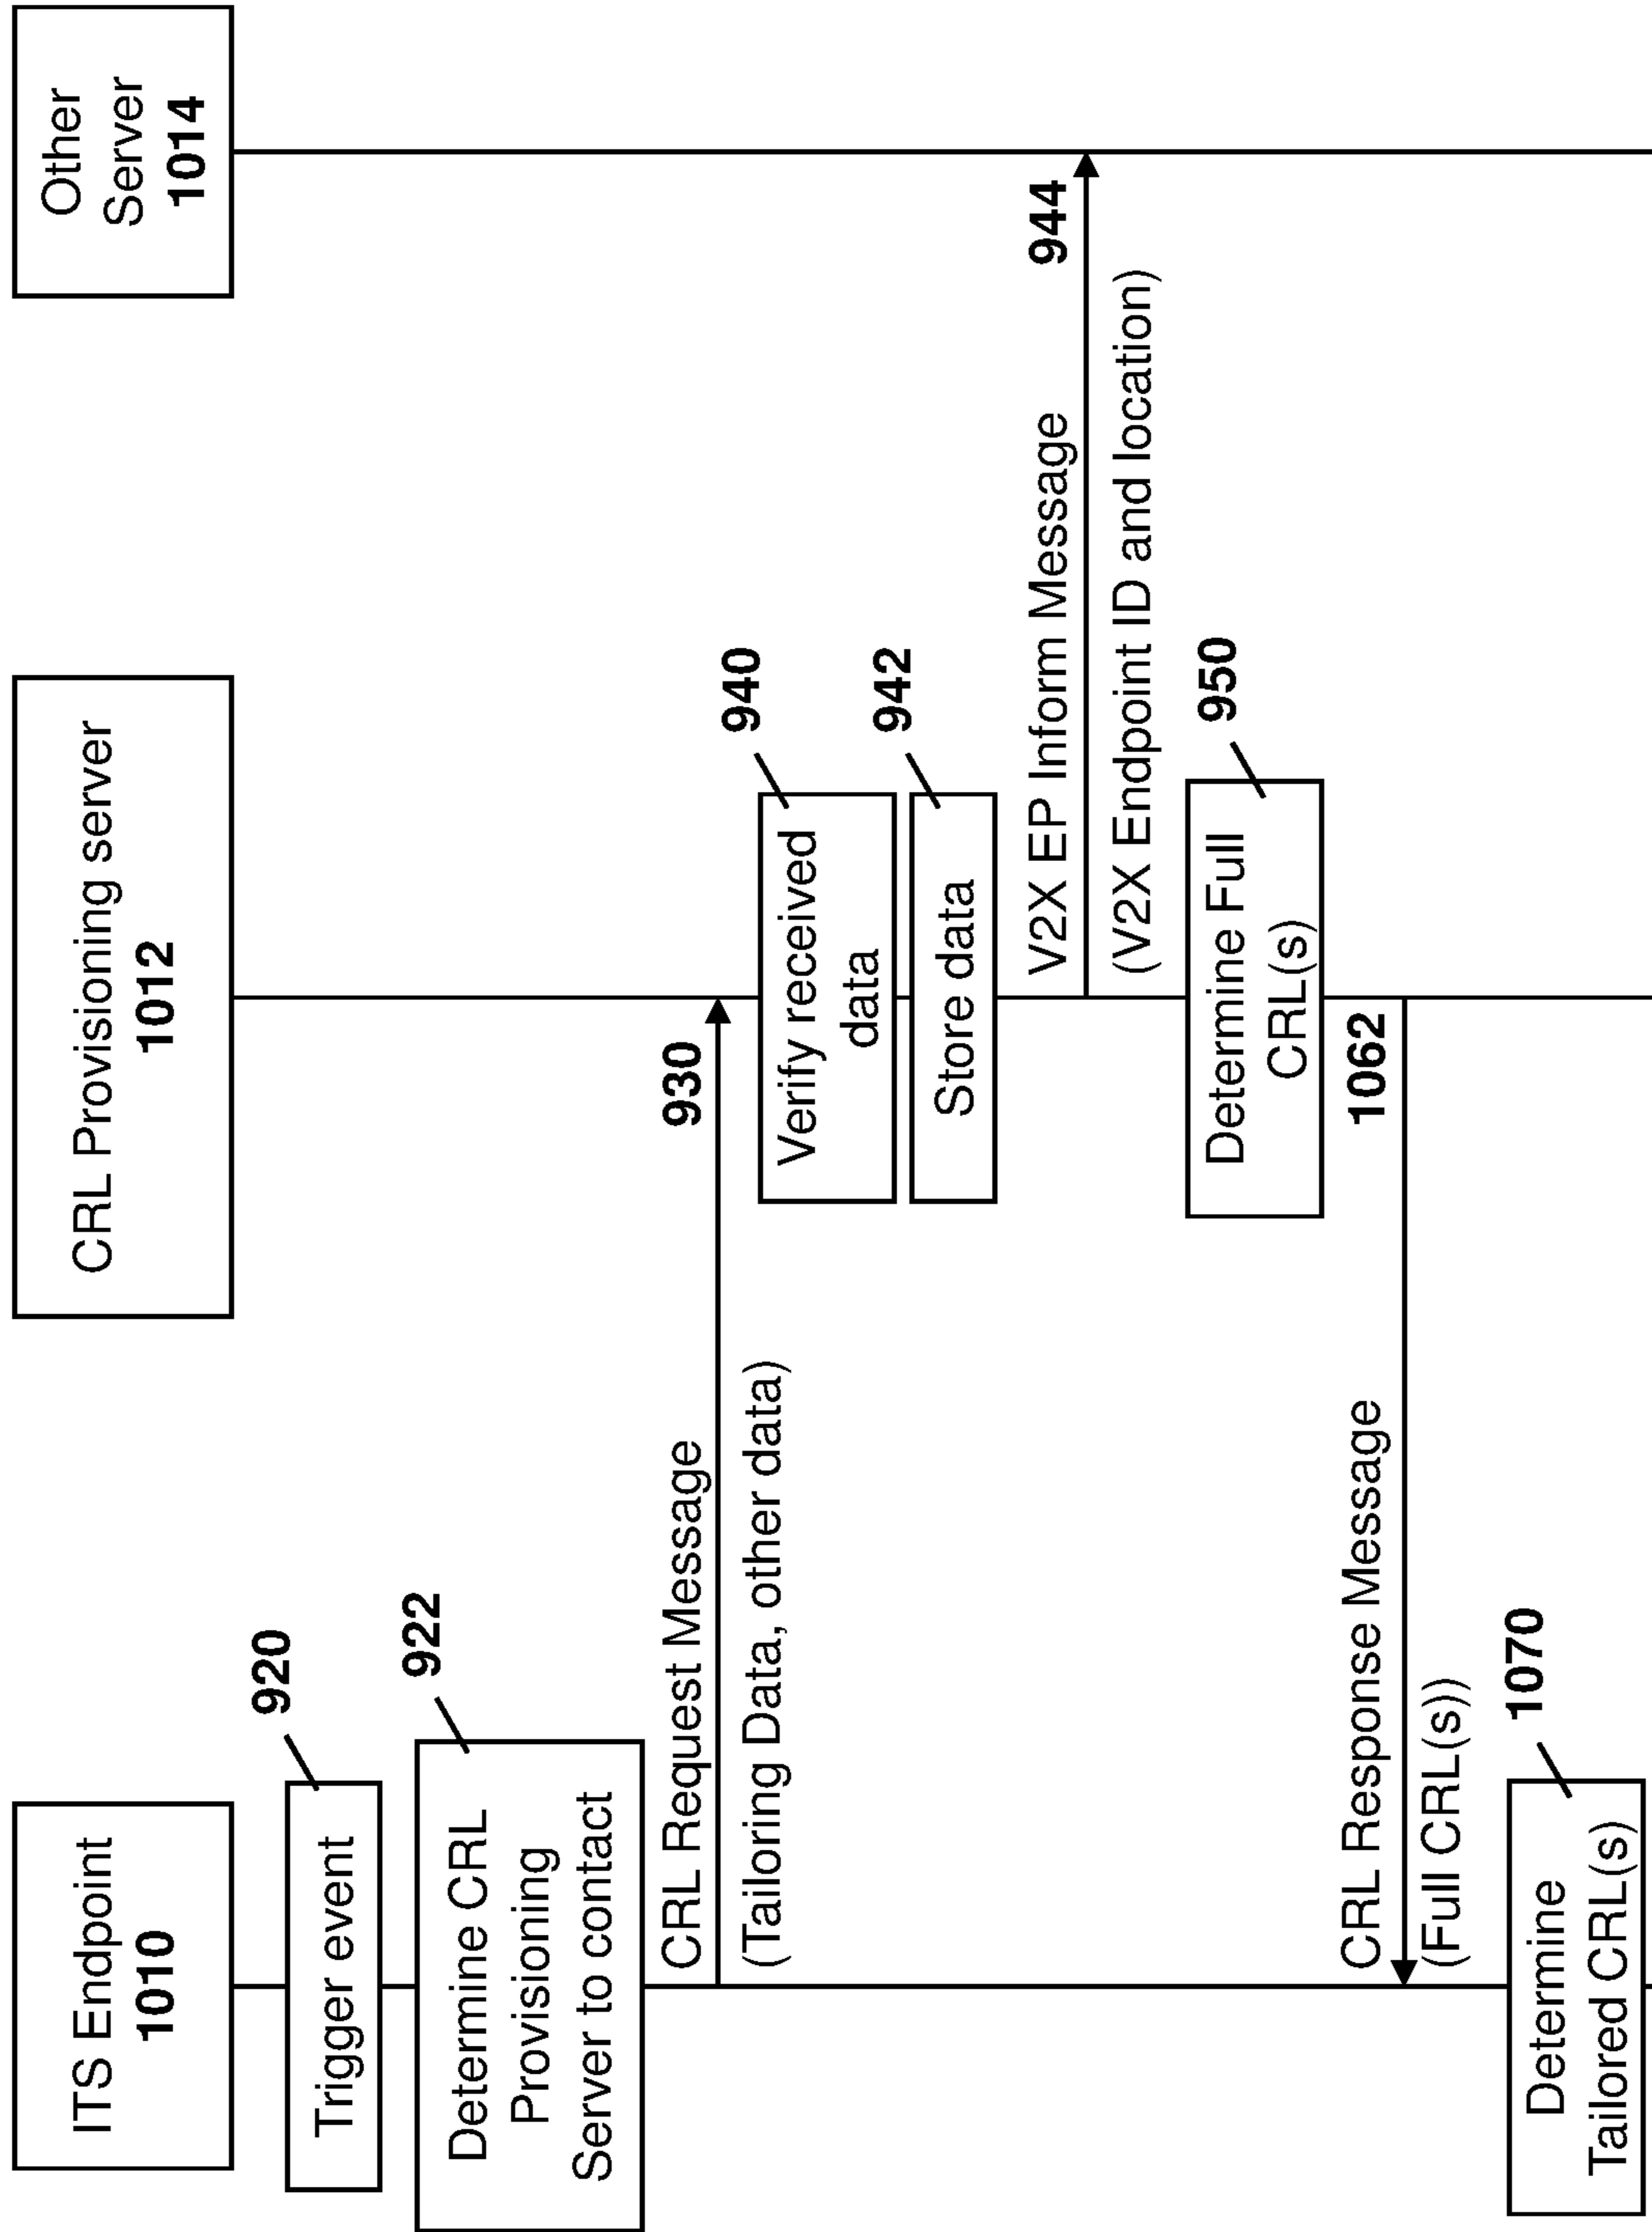 ITS Endpoint
1010
CRL Provisioning server
1012
Other
Server
1014
Trigger event
920
Determine CRL
Provisioning
Server to contact
922
CRL Request Message
930
(Tailoring Data, other data)
Verify received
data
940
Store data
942
V2X EP Inform Message
944
(V2X Endpoint ID and location)
Determine Full
CRL(s)
950
CRL Response Message
1062
(Full CRL(s))
Determine
Tailored CRL(s)
1070